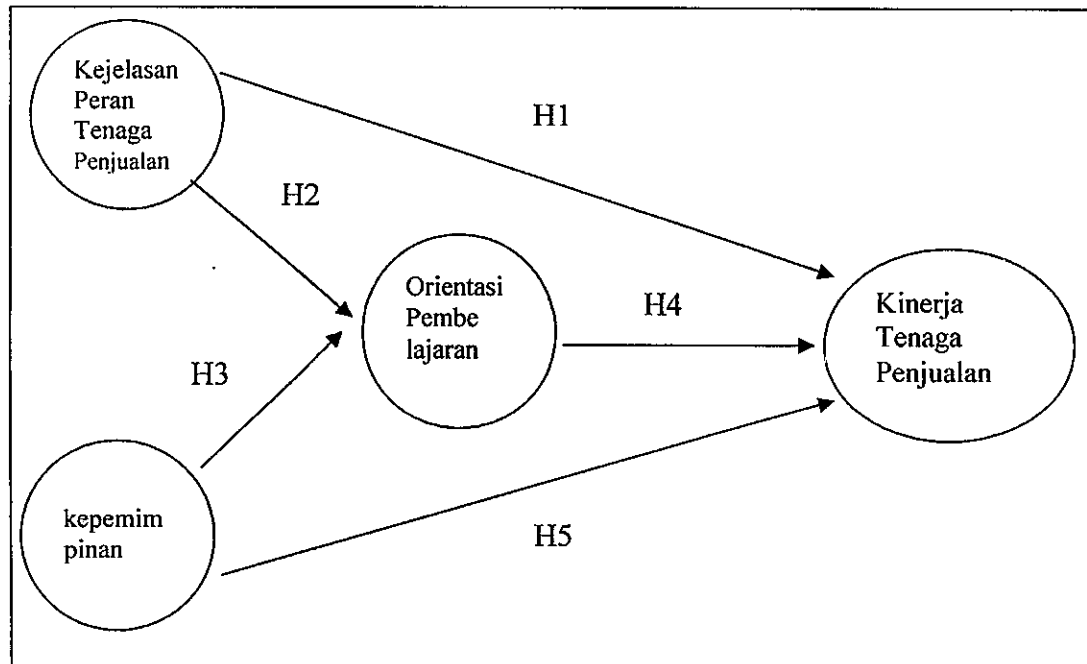 Kejelasan
Peran
Tenaga
Penjualan
H1
H2
Orientasi
Pembe
lajaran
H4
Kinerja
Tenaga
Penjualan
H3
kepemim
pinan
H5